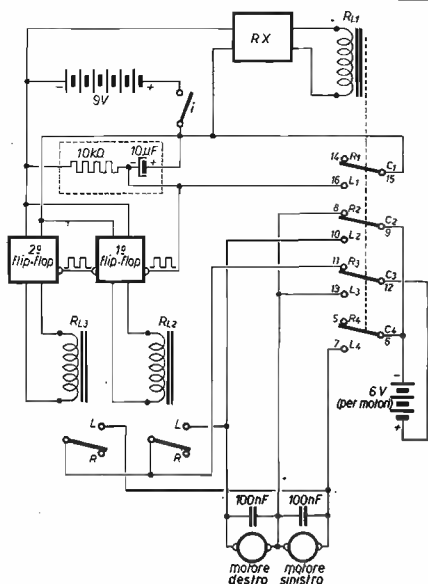 RX
RL1
- 9V +
i
10kΩ
- 10µF +
14 R1
C1
15
16 L1
8 R2
C2
9
10 L2
11 R3
C3
12
13 L3
5 R4
C4
6
7 L4
2º
flip-flop
1º
flip-flop
RL3
RL2
L
R
L
R
-
6V
(per motori)
+
100nF
100nF
motore
destro
motore
sinistro